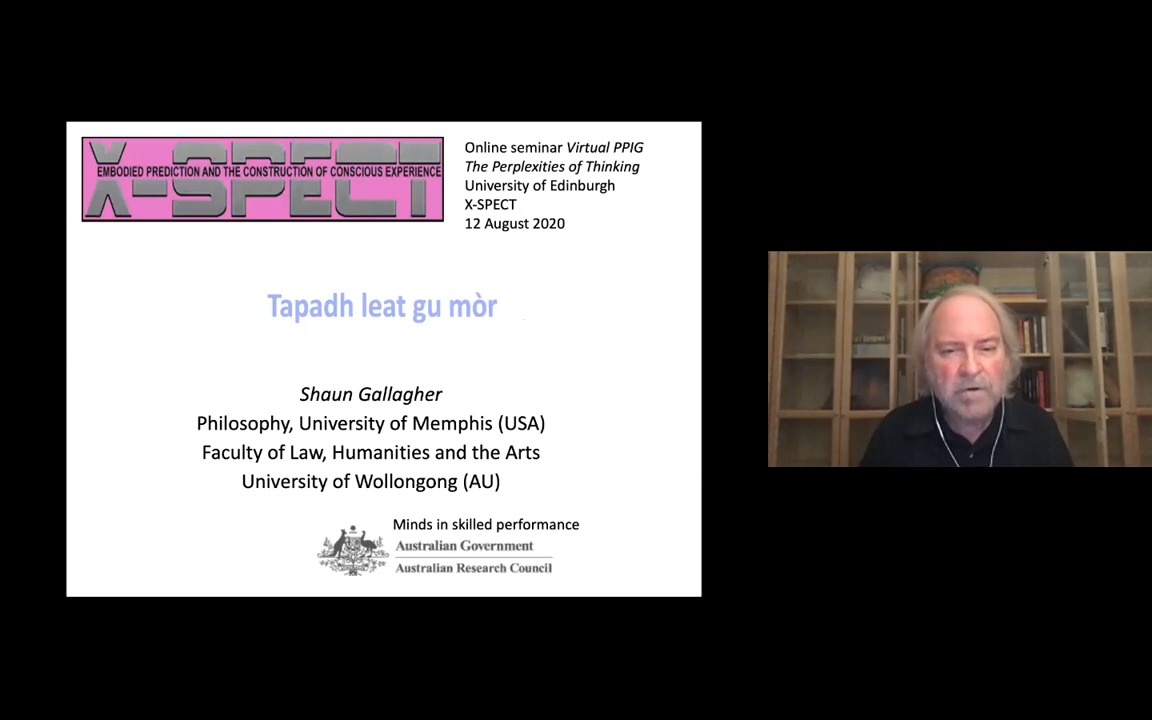 X-SPECT
EMBODIED PREDICTION AND THE CONSTRUCTION OF CONSCIOUS EXPERIENCE
Online seminar Virtual PPIG
The Perplexities of Thinking
University of Edinburgh
X-SPECT
12 August 2020
Tapadh leat gu mòr
Shaun Gallagher
Philosophy, University of Memphis (USA)
Faculty of Law, Humanities and the Arts
University of Wollongong (AU)
Minds in skilled performance
Australian Government
Australian Research Council